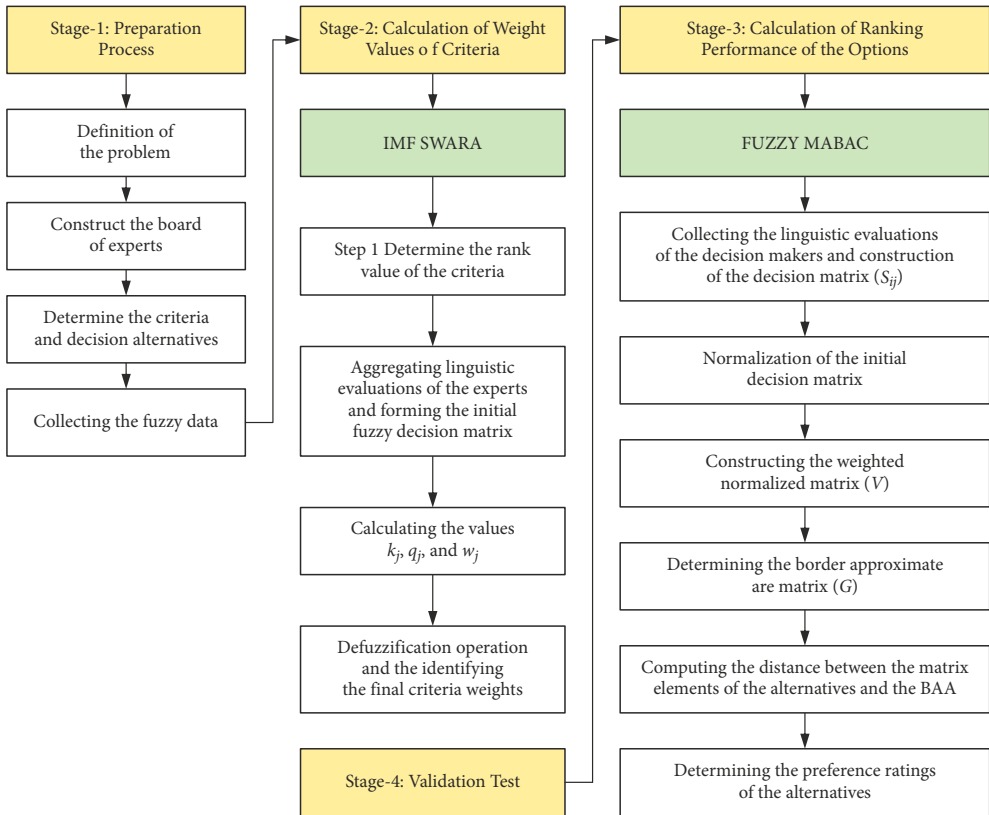 Stage-1: Preparation
Process
Definition of
the problem
Construct the board
of experts
Determine the criteria
and decision alternatives
Collecting the fuzzy data
Stage-2: Calculation of Weight
Values o f Criteria
IMF SWARA
Step 1 Determine the rank
value of the criteria
Aggregating linguistic
evaluations of the experts
and forming the initial
fuzzy decision matrix
Calculating the values
k_j, q_j, and w_j
Defuzzification operation
and the identifying
the final criteria weights
Stage-4: Validation Test
Stage-3: Calculation of Ranking
Performance of the Options
FUZZY MABAC
Collecting the linguistic evaluations
of the decision makers and construction
of the decision matrix (S_ij)
Normalization of the initial
decision matrix
Constructing the weighted
normalized matrix (V)
Determining the border approximate
are matrix (G)
Computing the distance between the matrix
elements of the alternatives and the BAA
Determining the preference ratings
of the alternatives